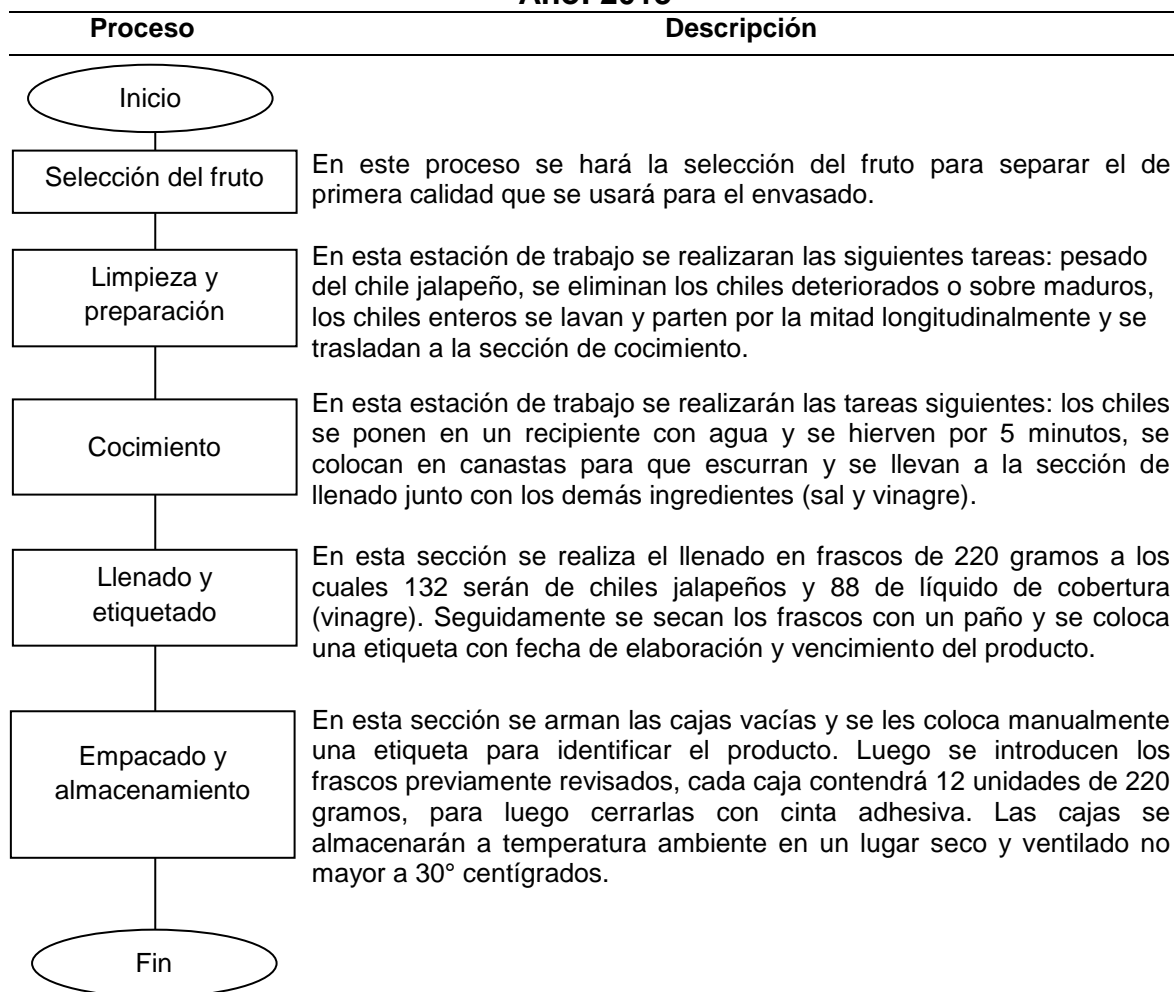 Proceso Descripción
Inicio
Selección del fruto
En este proceso se hará la selección del fruto para separar el de
primera calidad que se usará para el envasado.
Limpieza y
preparación
En esta estación de trabajo se realizaran las siguientes tareas: pesado
del chile jalapeño, se eliminan los chiles deteriorados o sobre maduros,
los chiles enteros se lavan y parten por la mitad longitudinalmente y se
trasladan a la sección de cocimiento.
Cocimiento
En esta estación de trabajo se realizarán las tareas siguientes: los chiles
se ponen en un recipiente con agua y se hierven por 5 minutos, se
colocan en canastas para que escurran y se llevan a la sección de
llenado junto con los demás ingredientes (sal y vinagre).
Llenado y
etiquetado
En esta sección se realiza el llenado en frascos de 220 gramos a los
cuales 132 serán de chiles jalapeños y 88 de líquido de cobertura
(vinagre). Seguidamente se secan los frascos con un paño y se coloca
una etiqueta con fecha de elaboración y vencimiento del producto.
Empacado y
almacenamiento
En esta sección se arman las cajas vacías y se les coloca manualmente
una etiqueta para identificar el producto. Luego se introducen los
frascos previamente revisados, cada caja contendrá 12 unidades de 220
gramos, para luego cerrarlas con cinta adhesiva. Las cajas se
almacenarán a temperatura ambiente en un lugar seco y ventilado no
mayor a 30° centígrados.
Fin